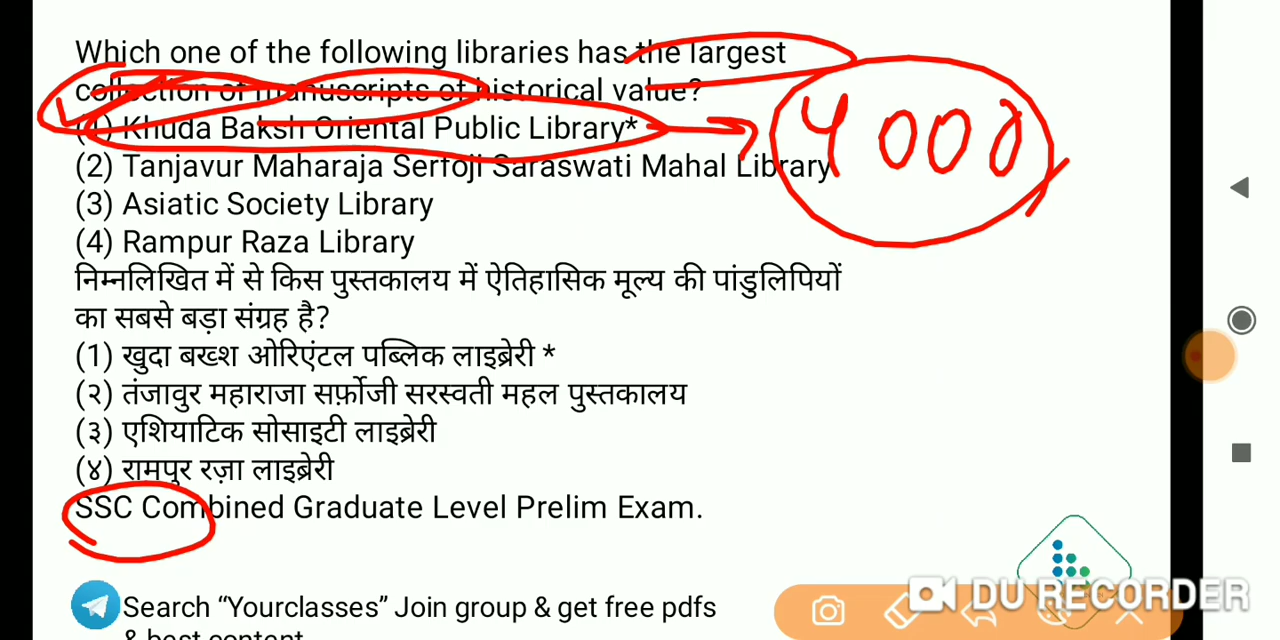 Which one of the following libraries has the largest
collection of manuscripts of historical value?
(1) Khuda Baksh Oriental Public Library*
4000
(2) Tanjavur Maharaja Serfoji Saraswati Mahal Library
(3) Asiatic Society Library
(4) Rampur Raza Library
निम्नलिखित में से किस पुस्तकालय में ऐतिहासिक मूल्य की पांडुलिपियों
का सबसे बड़ा संग्रह है?
(1) खुदा बख्श ओरिएंटल पब्लिक लाइब्रेरी *
(२) तंजावुर महाराजा सर्फ़ोजी सरस्वती महल पुस्तकालय
(३) एशियाटिक सोसाइटी लाइब्रेरी
(४) रामपुर रज़ा लाइब्रेरी
SSC Combined Graduate Level Prelim Exam.
Search “Yourclasses” Join group & get free pdfs
& best content
DU RECORDER